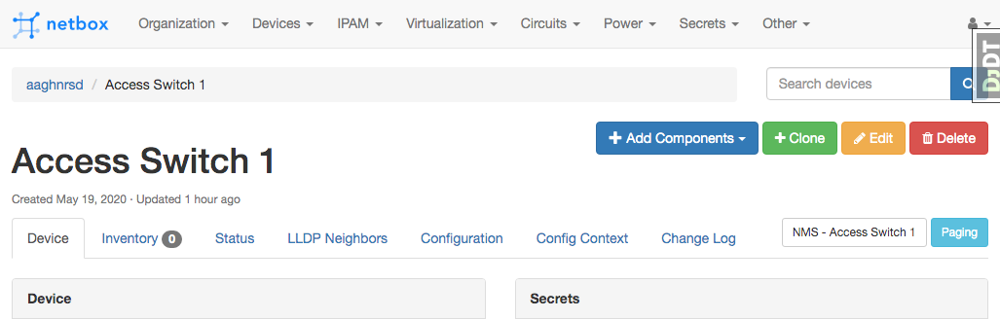 netbox Organization Devices IPAM Virtualization Circuits Power Secrets Other
DjDT
aaghnrsd / Access Switch 1 Search devices
Add Components Clone Edit Delete
Access Switch 1
Created May 19, 2020 · Updated 1 hour ago
Device Inventory 0 Status LLDP Neighbors Configuration Config Context Change Log NMS - Access Switch 1 Paging
Device Secrets